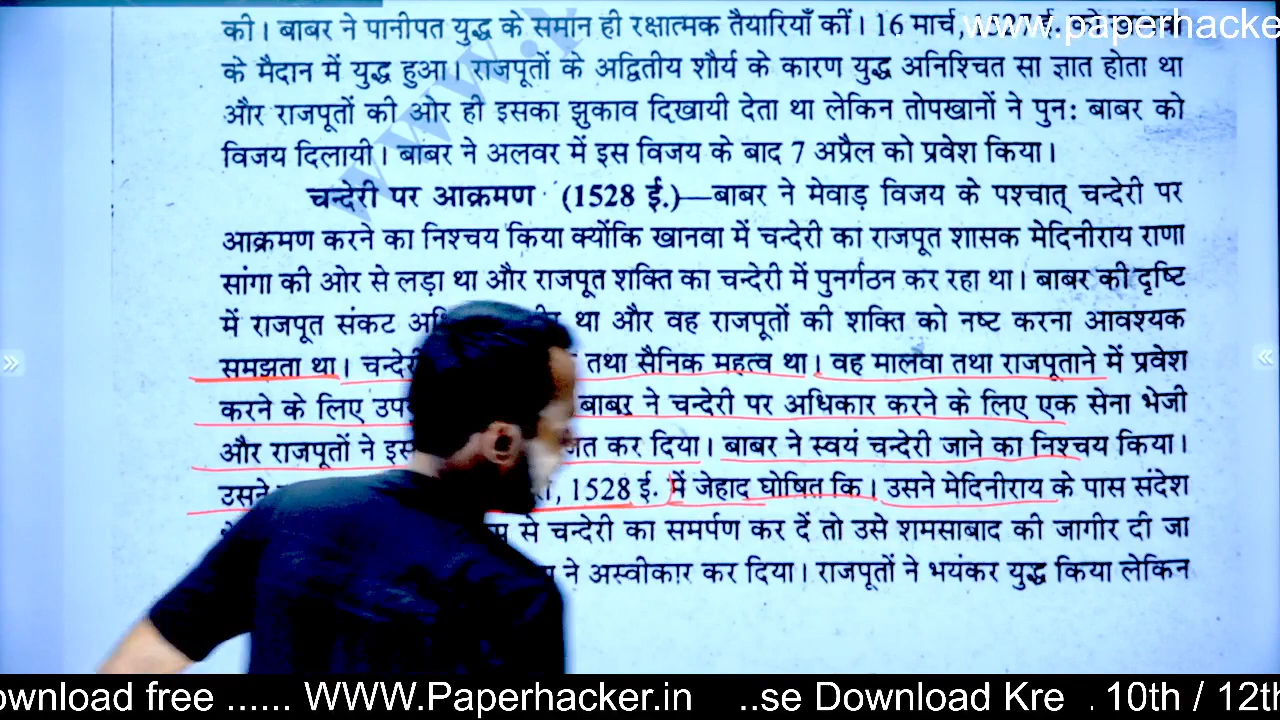 की। बाबर ने पानीपत युद्ध के समान ही रक्षात्मक तैयारियाँ कीं। 16 मार्च,
www.paperhacker
के मैदान में युद्ध हुआ। राजपूतों के अद्वितीय शौर्य के कारण युद्ध अनिश्चित सा ज्ञात होता था
और राजपूतों की ओर ही इसका झुकाव दिखायी देता था लेकिन तोपखानों ने पुन: बाबर को
विजय दिलायी। बाबर ने अलवर में इस विजय के बाद 7 अप्रैल को प्रवेश किया।
चन्देरी पर आक्रमण (1528 ई.)—बाबर ने मेवाड़ विजय के पश्चात् चन्देरी पर
आक्रमण करने का निश्चय किया क्योंकि खानवा में चन्देरी का राजपूत शासक मेदिनीराय राणा
सांगा की ओर से लड़ा था और राजपूत शक्ति का चन्देरी में पुनर्गठन कर रहा था। बाबर की दृष्टि
में राजपूत संकट था और वह राजपूतों की शक्ति को नष्ट करना आवश्यक
समझता था। तथा सैनिक महत्व था। वह मालवा तथा राजपूताने में प्रवेश
करने के लिए बाबर ने चन्देरी पर अधिकार करने के लिए एक सेना भेजी
और राजपूतों ने कर दिया। बाबर ने स्वयं चन्देरी जाने का निश्चय किया।
उसने 1528 ई. में जेहाद घोषित कि। उसने मेदिनीराय के पास संदेश
से चन्देरी का समर्पण कर दें तो उसे शमसाबाद की जागीर दी जा
ने अस्वीकार कर दिया। राजपूतों ने भयंकर युद्ध किया लेकिन
ownload free ...... WWW.Paperhacker.in ..se Download Kre . 10th / 12th